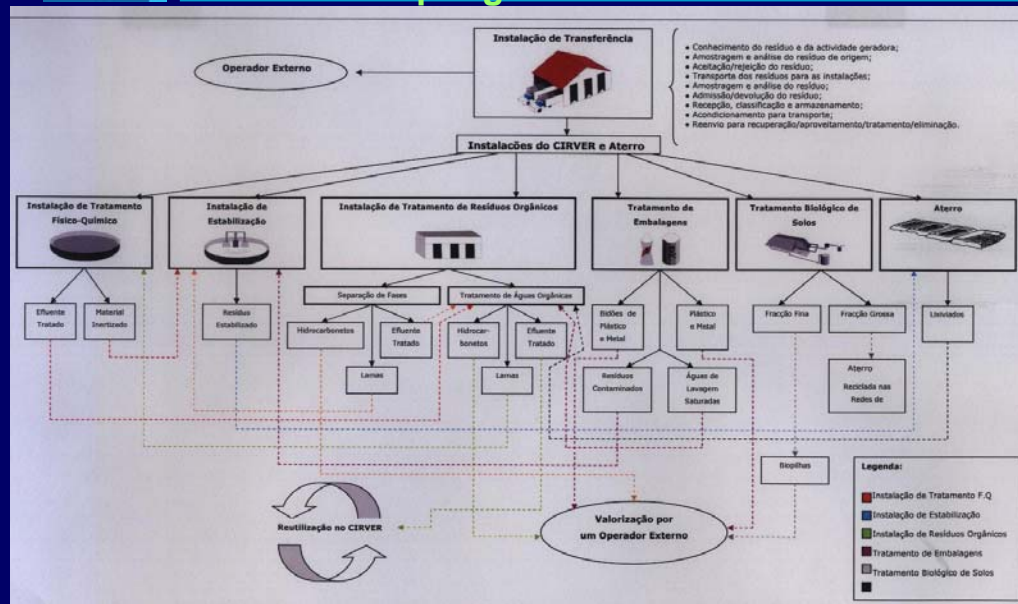 Instalação de Transferência
Operador Externo
• Conhecimento do resíduo e da actividade geradora;
• Amostragem e análise do resíduo de origem;
• Aceitação/rejeição do resíduo;
• Transporte dos resíduos para as instalações;
• Amostragem e análise do resíduo;
• Admissão/devolução do resíduo;
• Recepção, classificação e armazenamento;
• Acondicionamento para transporte;
• Reenvio para recuperação/aproveitamento/tratamento/eliminação.
Instalações do CIRVER e Aterro
Instalação de Tratamento
Físico-Químico
Instalação de
Estabilização
Instalação de Tratamento de Resíduos Orgânicos
Tratamento de
Embalagens
Tratamento Biológico de
Solos
Aterro
Efluente
Tratado
Material
Inertizado
Resíduo
Estabilizado
Separação de Fases
Tratamento de Águas Orgânicas
Hidrocarbonetos
Efluente
Tratado
Lamas
Hidrocar-
bonetos
Efluente
Tratado
Lamas
Bidões de
Plástico
e Metal
Plástico
e Metal
Resíduos
Contaminados
Águas de
Lavagem
Saturadas
Fracção Fina
Fracção Grossa
Aterro
Reciclada nas
Redes de
Lixiviados
Biopilhas
Reutilização no CIRVER
Valorização por
um Operador Externo
Legenda:
Instalação de Tratamento F.Q
Instalação de Estabilização
Instalação de Resíduos Orgânicos
Tratamento de Embalagens
Tratamento Biológico de Solos